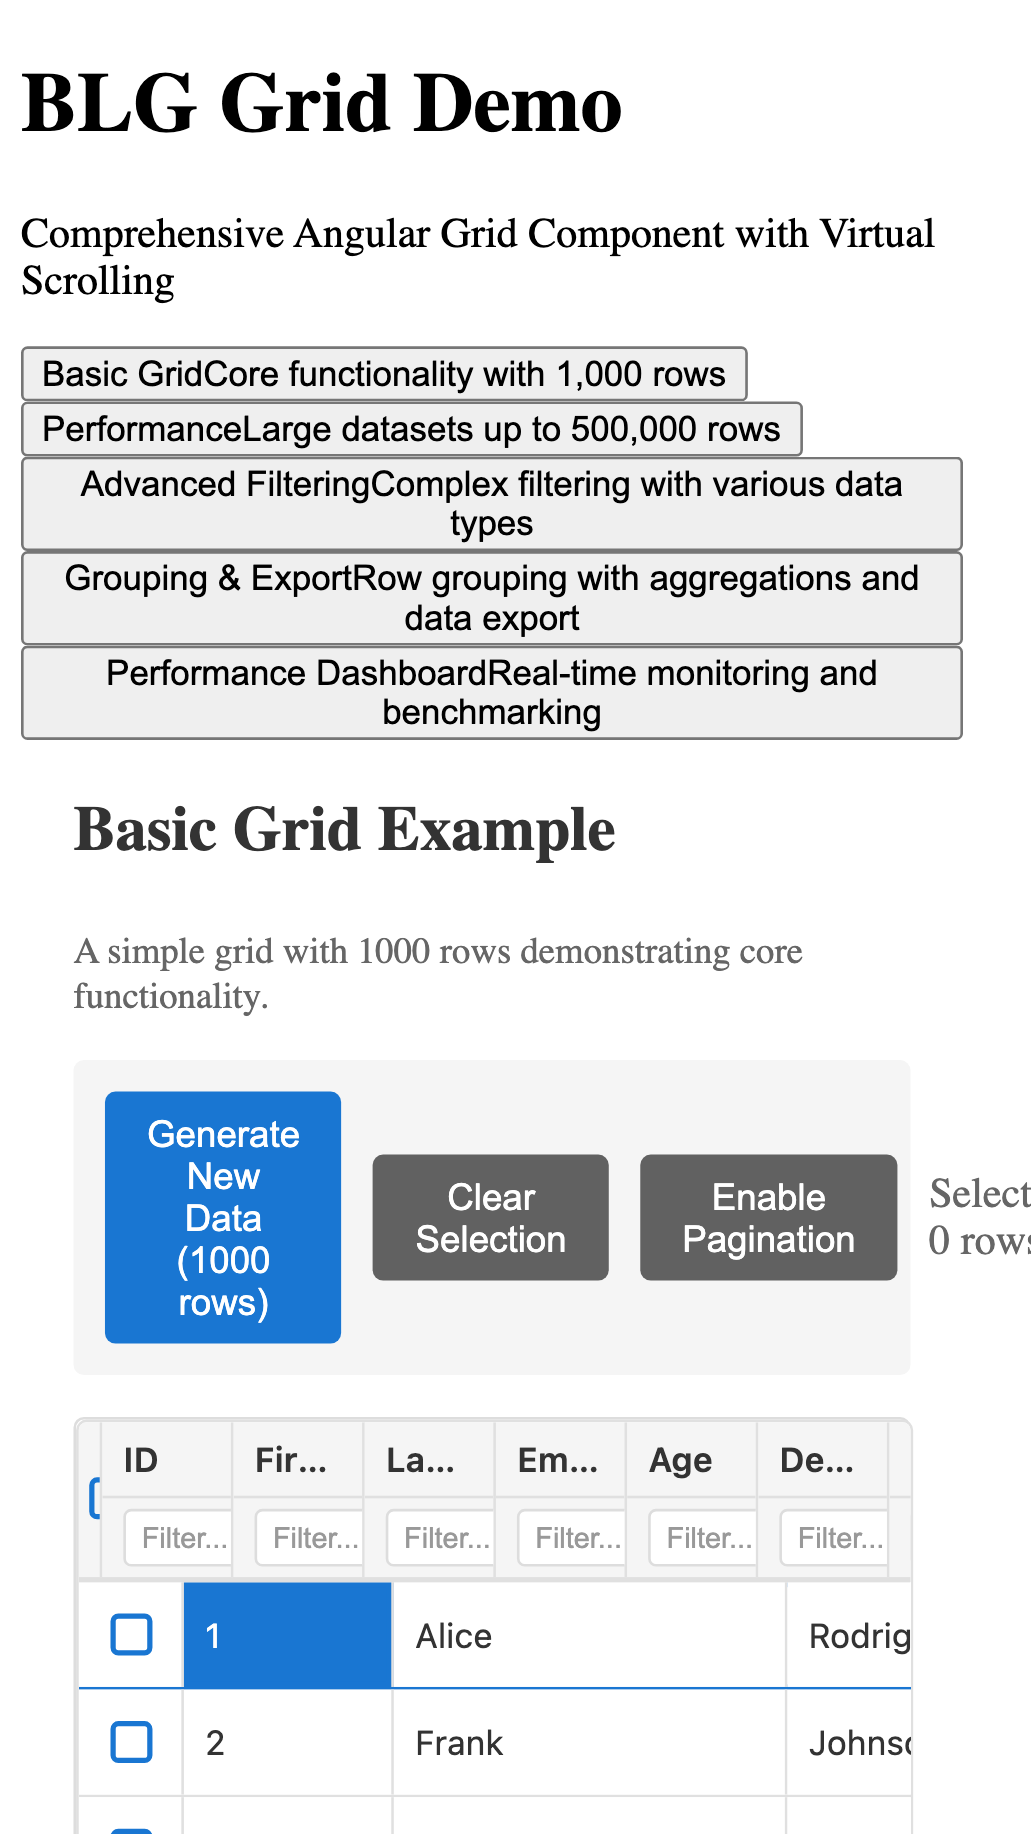 BLG Grid Demo
Comprehensive Angular Grid Component with Virtual
Scrolling
Basic GridCore functionality with 1,000 rows
PerformanceLarge datasets up to 500,000 rows
Advanced FilteringComplex filtering with various data
types
Grouping & ExportRow grouping with aggregations and
data export
Performance DashboardReal-time monitoring and
benchmarking
Basic Grid Example
A simple grid with 1000 rows demonstrating core
functionality.
Generate
New
Data
(1000
rows)
Clear
Selection
Enable
Pagination
Select
0 rows
ID Fir... La... Em... Age De...
Filter... Filter... Filter... Filter... Filter... Filter...
1 Alice Rodrig
2 Frank Johnso